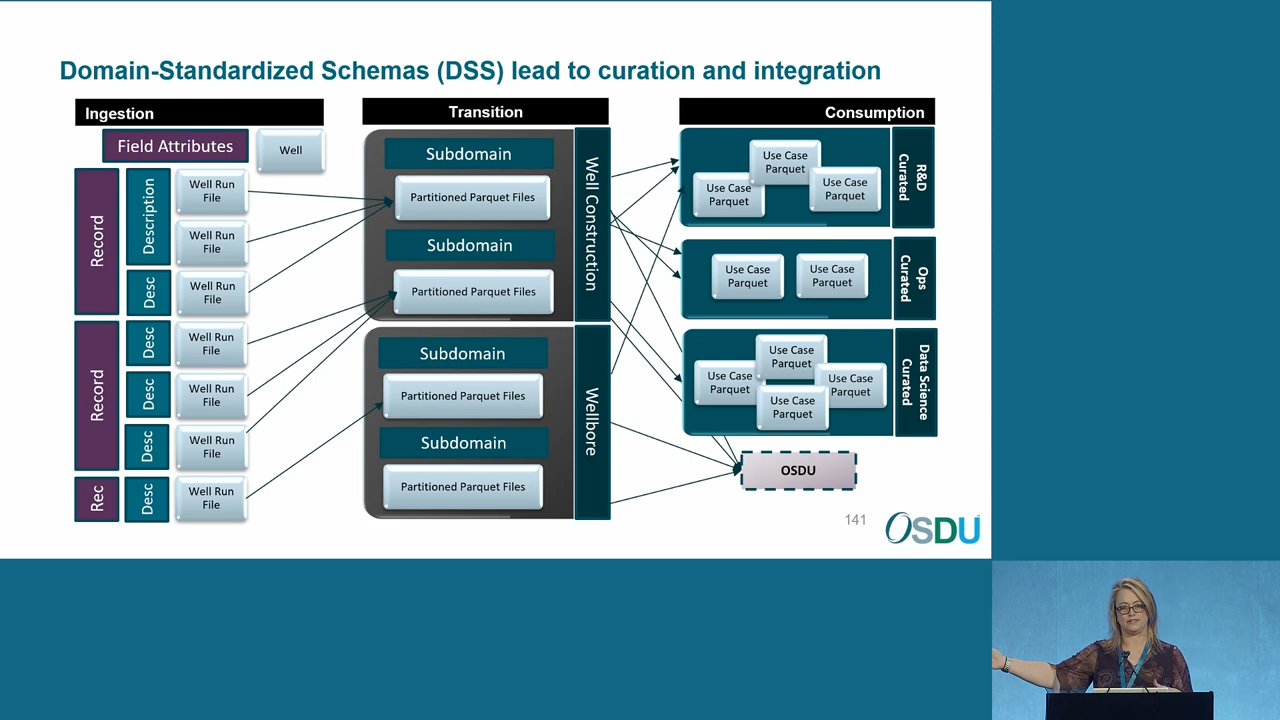 Domain-Standardized Schemas (DSS) lead to curation and integration
Ingestion
Field Attributes
Well
Record
Description
Well Run
File
Well Run
File
Desc
Well Run
File
Record
Desc
Well Run
File
Desc
Well Run
File
Desc
Well Run
File
Rec
Desc
Well Run
File
Transition
Subdomain
Partitioned Parquet Files
Subdomain
Partitioned Parquet Files
Well Construction
Subdomain
Partitioned Parquet Files
Subdomain
Partitioned Parquet Files
Wellbore
Consumption
Use Case
Parquet
Use Case
Parquet
Use Case
Parquet
R&D
Curated
Use Case
Parquet
Use Case
Parquet
Ops
Curated
Use Case
Parquet
Use Case
Parquet
Use Case
Parquet
Use Case
Parquet
Data Science
Curated
OSDU
141
OSDU